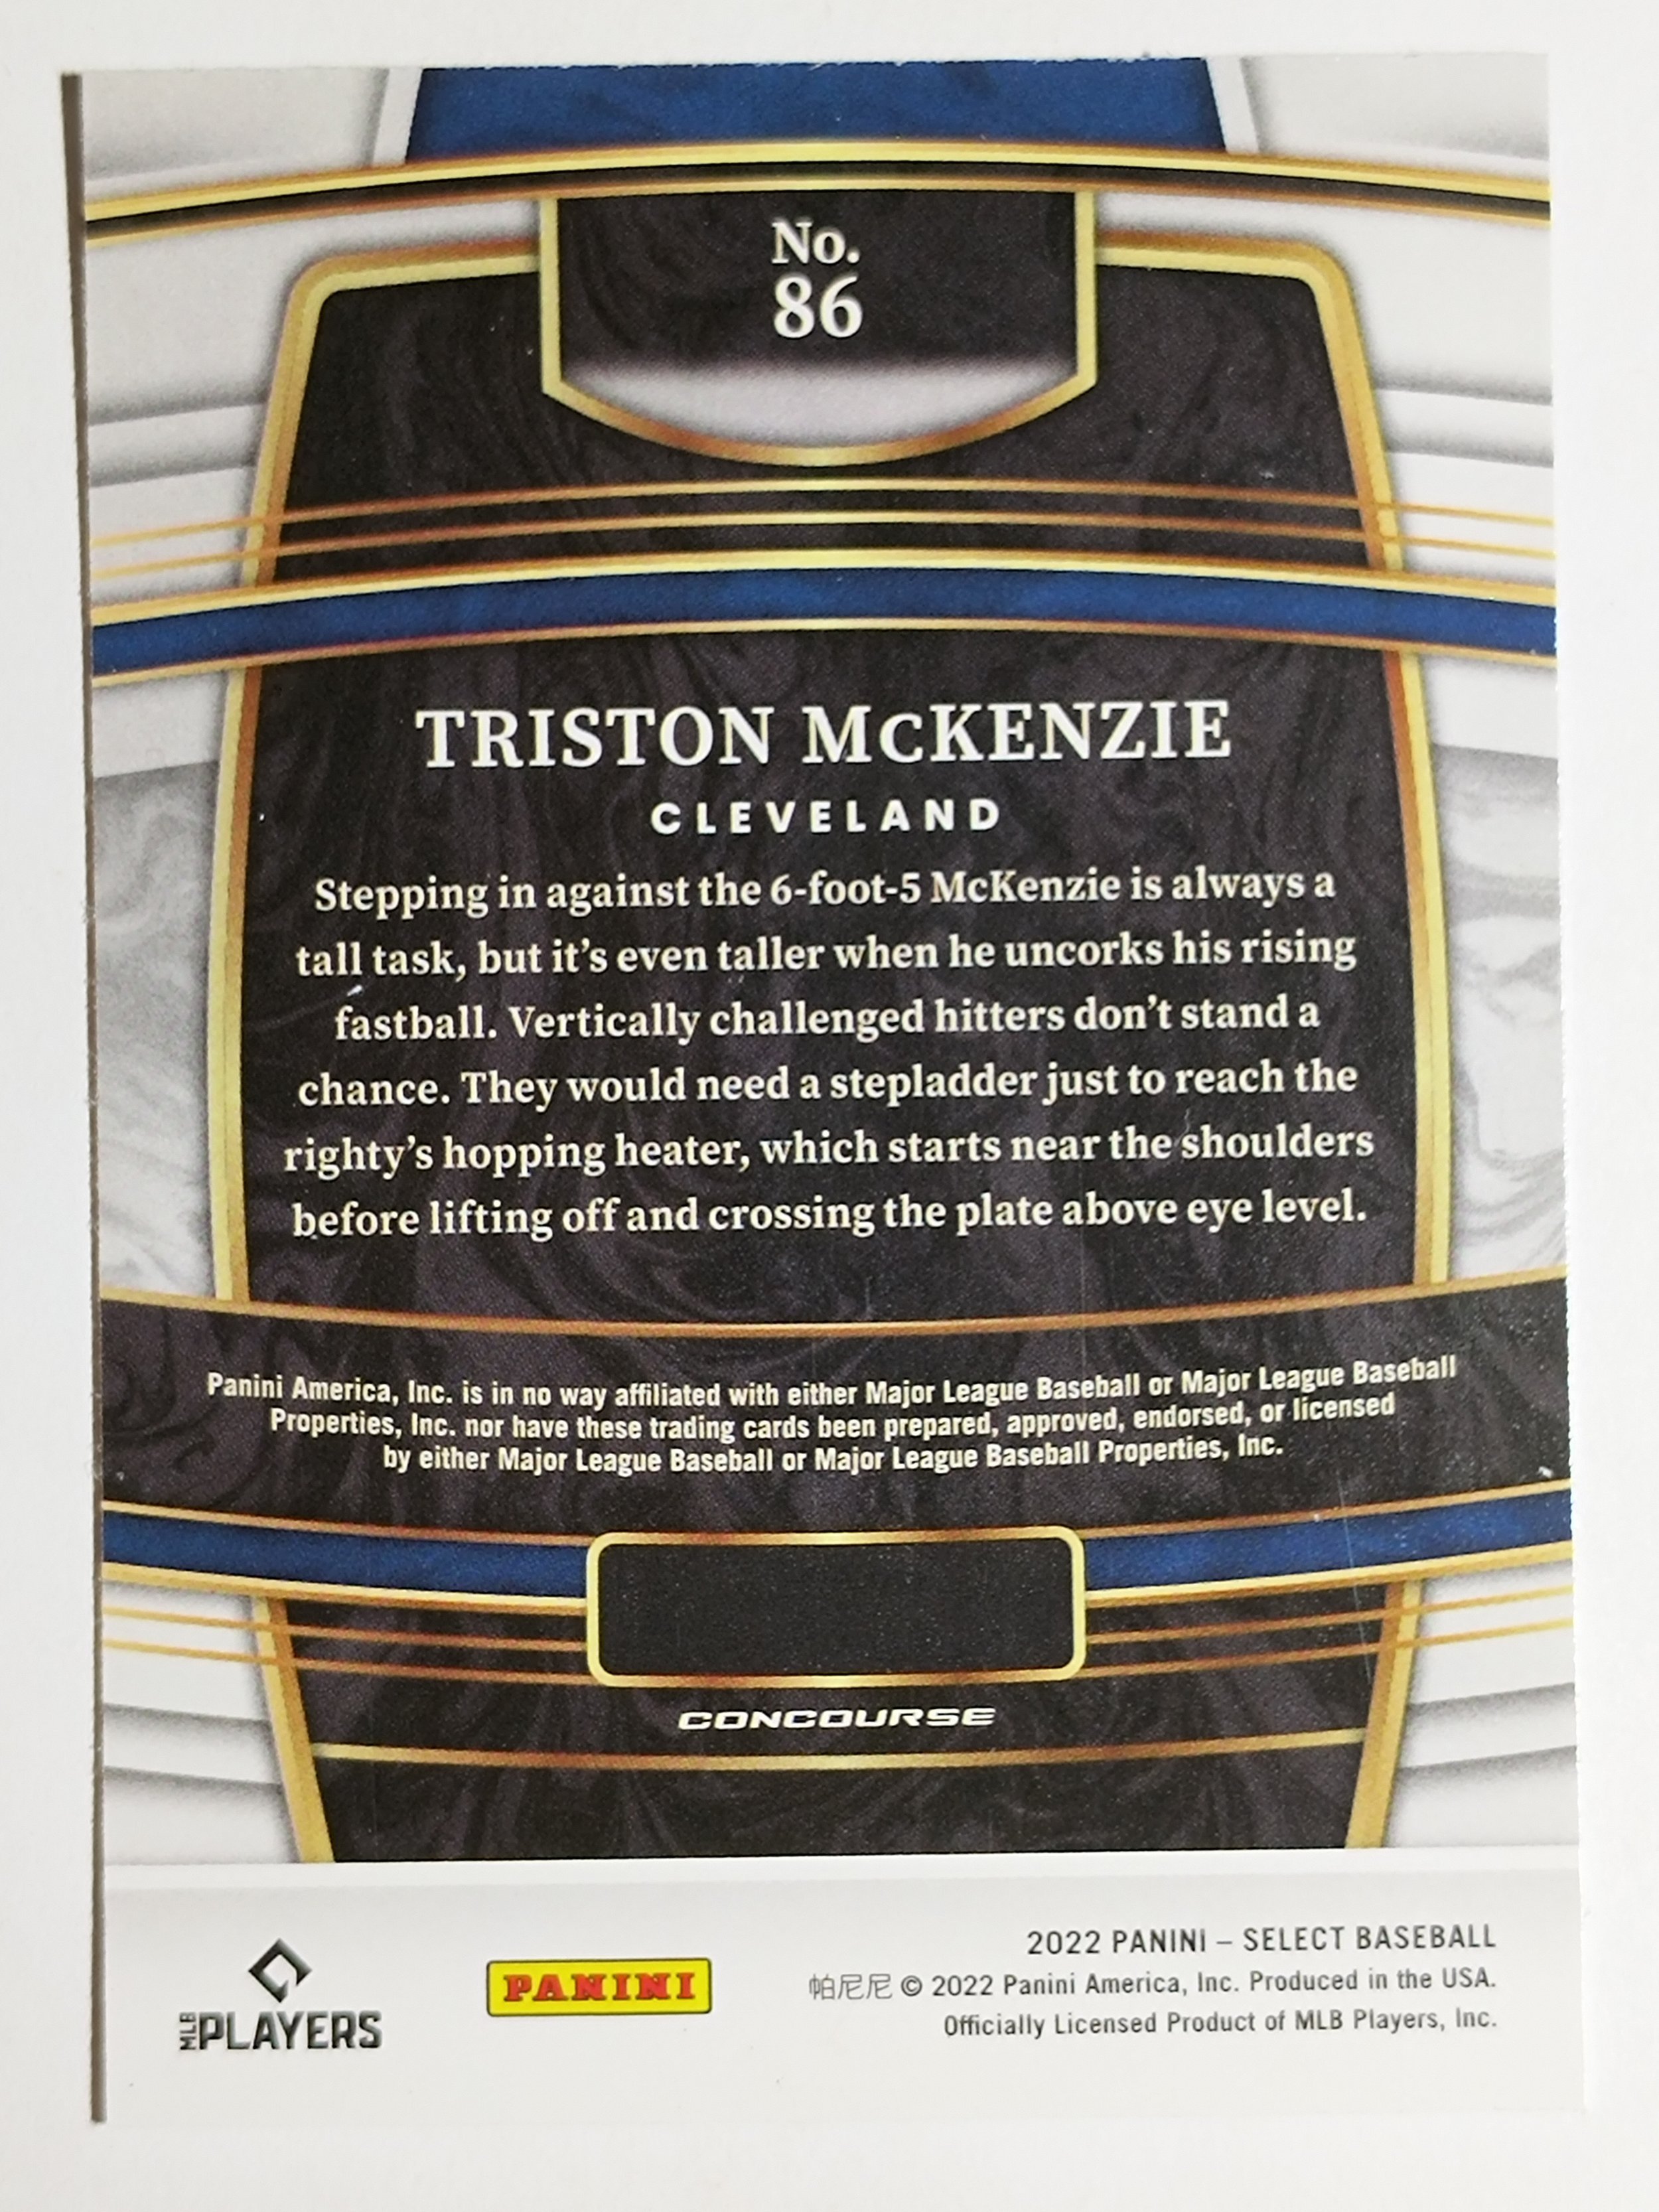 No.
86
TRISTON McKENZIE
CLEVELAND
Stepping in against the 6-foot-5 McKenzie is always a
tall task, but it's even taller when he uncorks his rising
fastball. Vertically challenged hitters don't stand a
chance. They would need a stepladder just to reach the
righty's hopping heater, which starts near the shoulders
before lifting off and crossing the plate above eye level.
Panini America, Inc. is in no way affiliated with either Major League Baseball or Major League Baseball
Properties, Inc. nor have these trading cards been prepared, approved, endorsed, or licensed
by either Major League Baseball or Major League Baseball Properties, Inc.
CONCOURSE
MLB PLAYERS
PANINI
2022 PANINI – SELECT BASEBALL
帕尼尼 © 2022 Panini America, Inc. Produced in the USA.
Officially Licensed Product of MLB Players, Inc.